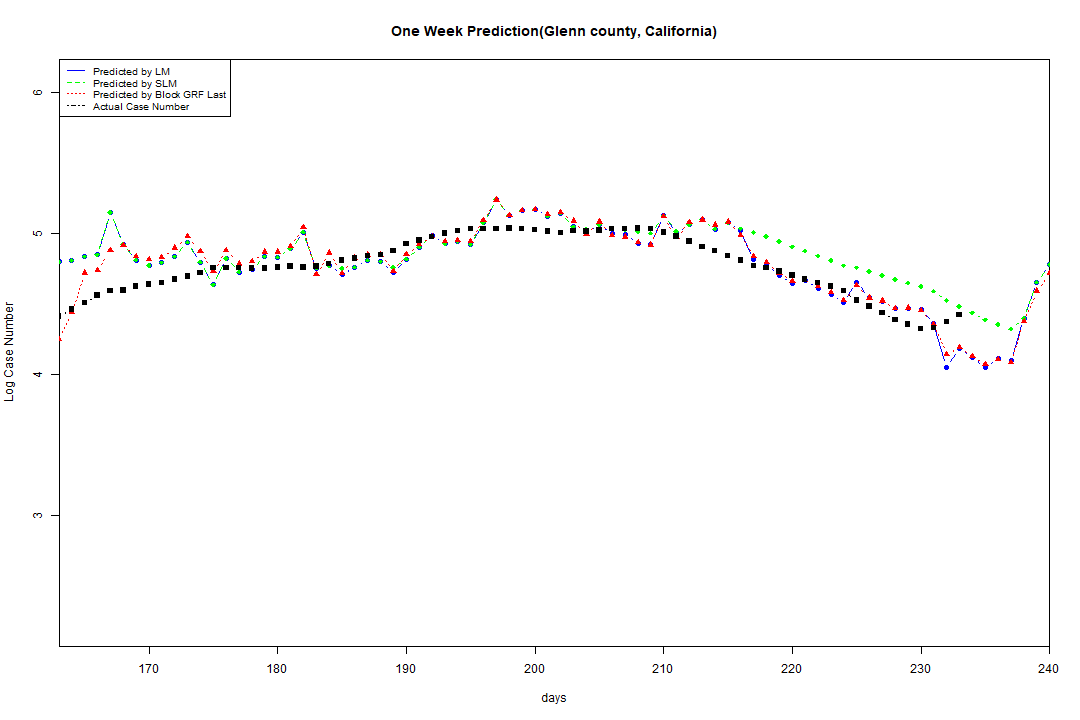 One Week Prediction(Glenn county, California)
Predicted by LM
Predicted by SLM
Predicted by Block GRF Last
Actual Case Number
6
5
4
3
Log Case Number
170 180 190 200 210 220 230 240
days